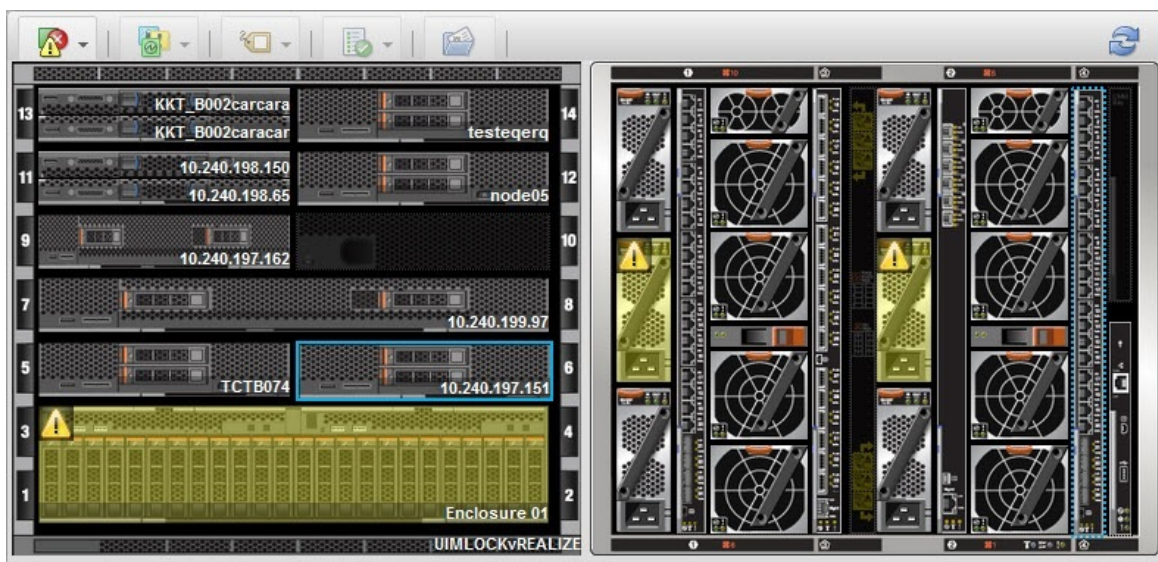 13
KKT_B002carcara
KKT_B002caracar
testeqerq
14
11
10.240.198.150
10.240.198.65
node05
12
9
10.240.197.162
10
7
10.240.199.97
8
5
TCTB074
10.240.197.151
6
3
4
1
Enclosure 01
2
UIMLOCKvREALIZE